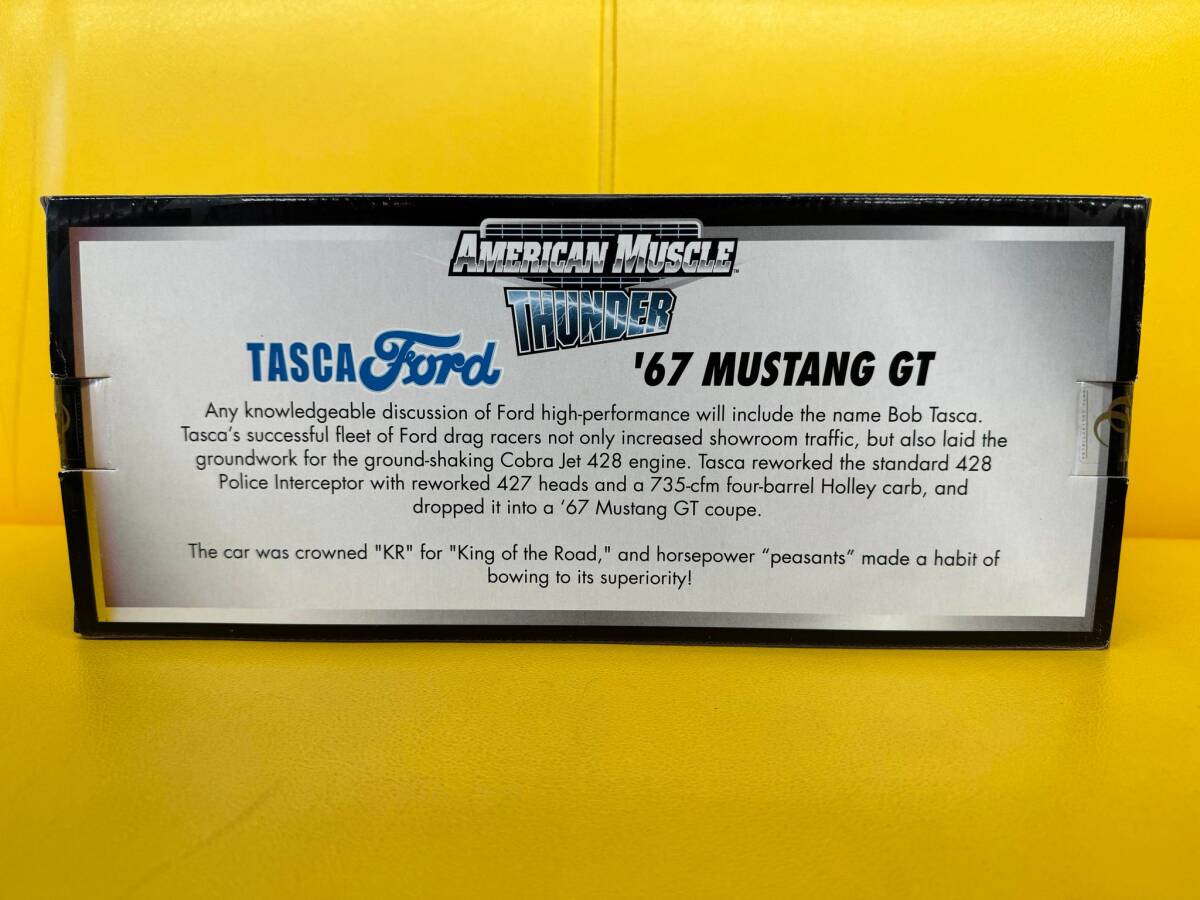 AMERICAN MUSCLE™
THUNDER
TASCA Ford
'67 MUSTANG GT
Any knowledgeable discussion of Ford high-performance will include the name Bob Tasca.
Tasca's successful fleet of Ford drag racers not only increased showroom traffic, but also laid the
groundwork for the ground-shaking Cobra Jet 428 engine. Tasca reworked the standard 428
Police Interceptor with reworked 427 heads and a 735-cfm four-barrel Holley carb, and
dropped it into a '67 Mustang GT coupe.
The car was crowned "KR" for "King of the Road," and horsepower “peasants” made a habit of
bowing to its superiority!